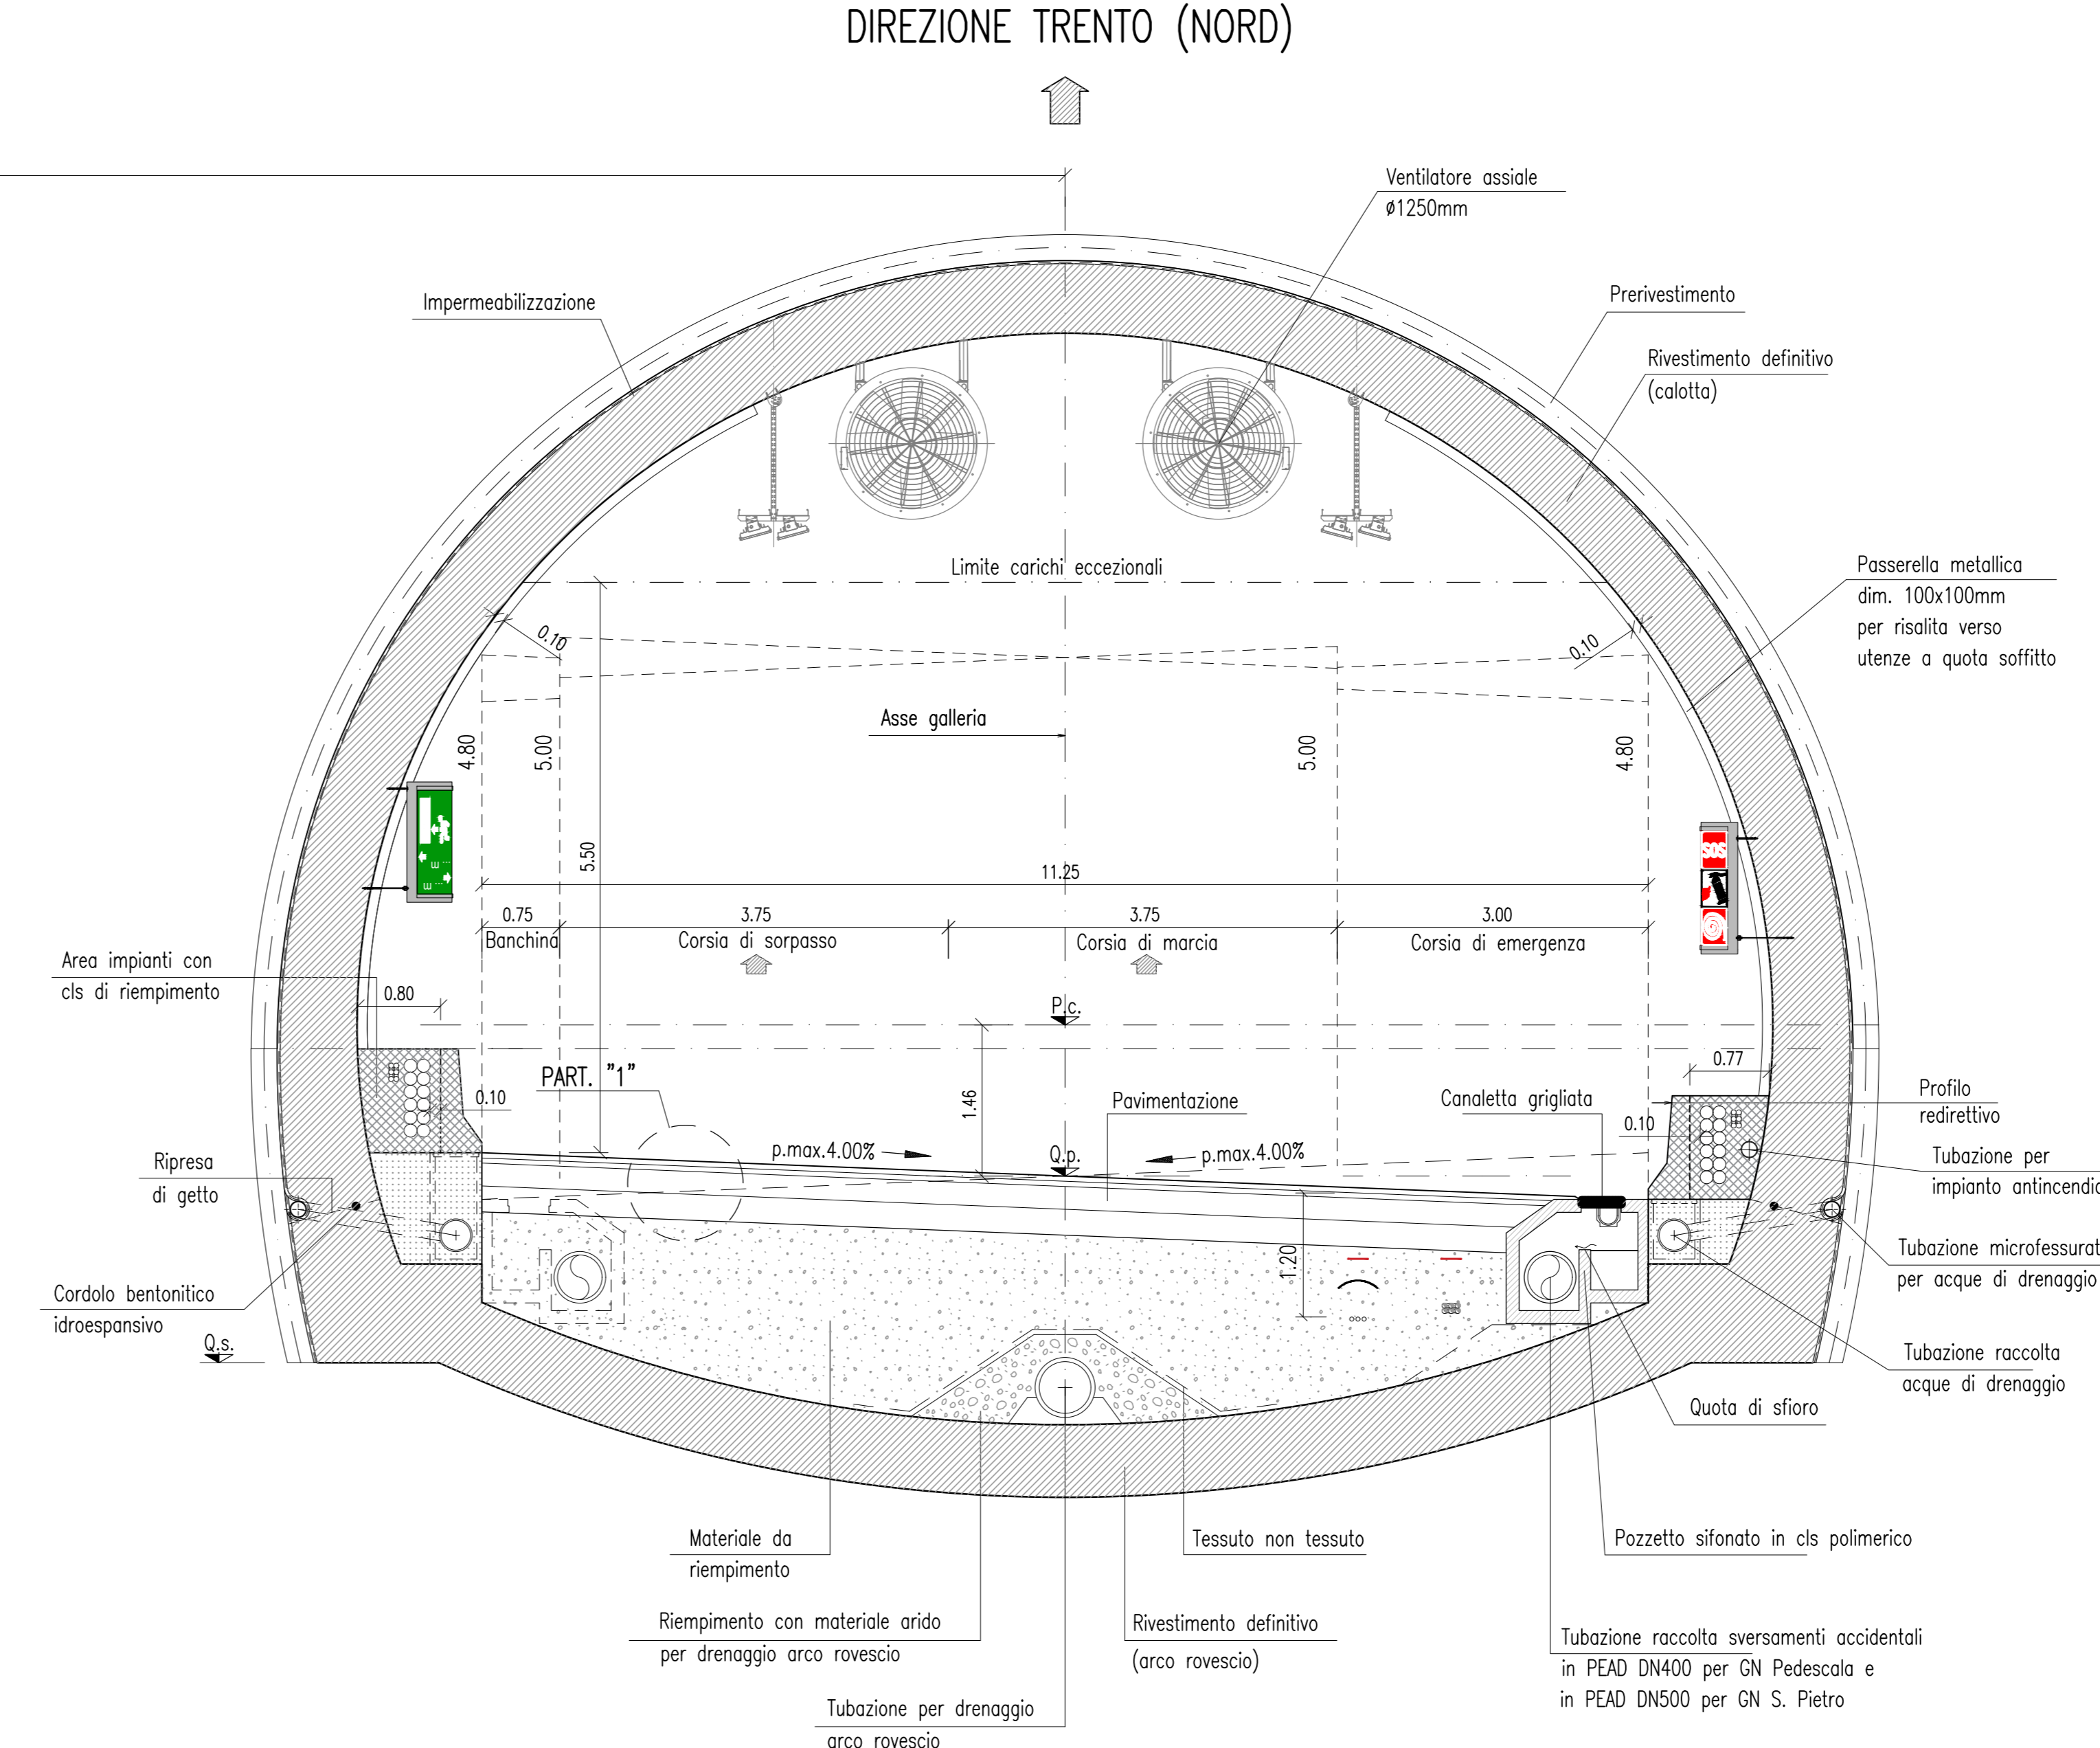 DIREZIONE TRENTO (NORD)
Ventilatore assiale
ø1250mm
Impermeabilizzazione
Prerivestimento
Rivestimento definitivo
(calotta)
Limite carichi eccezionali
Passerella metallica
dim. 100x100mm
per risalita verso
utenze a quota soffitto
0.10
0.10
Asse galleria
4.80
5.00
5.00
4.80
5.50
SOS
... m
... m
11.25
0.75
3.75
3.75
3.00
Banchina
Corsia di sorpasso
Corsia di marcia
Corsia di emergenza
Area impianti con
cls di riempimento
0.80
P.c.
0.77
PART. "1"
0.10
1.46
Pavimentazione
Canaletta grigliata
Profilo
redirettivo
0.10
p.max.4.00%
Q.p.
p.max.4.00%
Ripresa
di getto
Tubazione per
impianto antincendio
1.20
Tubazione microfessurat
per acque di drenaggio
Cordolo bentonitico
idroespansivo
Q.s.
Tubazione raccolta
acque di drenaggio
Quota di sfioro
Materiale da
riempimento
Tessuto non tessuto
Pozzetto sifonato in cls polimerico
Riempimento con materiale arido
per drenaggio arco rovescio
Rivestimento definitivo
(arco rovescio)
Tubazione raccolta sversamenti accidentali
in PEAD DN400 per GN Pedescala e
in PEAD DN500 per GN S. Pietro
Tubazione per drenaggio
arco rovescio